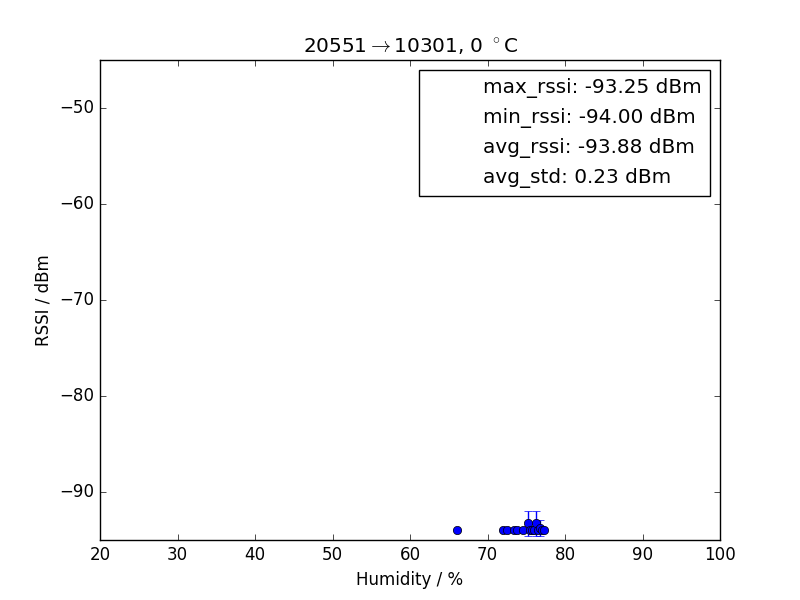 20551→10301, 0 °C
max_rssi: -93.25 dBm
min_rssi: -94.00 dBm
avg_rssi: -93.88 dBm
avg_std: 0.23 dBm
RSSI / dBm
−50
−60
−70
−80
−90
20 30 40 50 60 70 80 90 100
Humidity / %